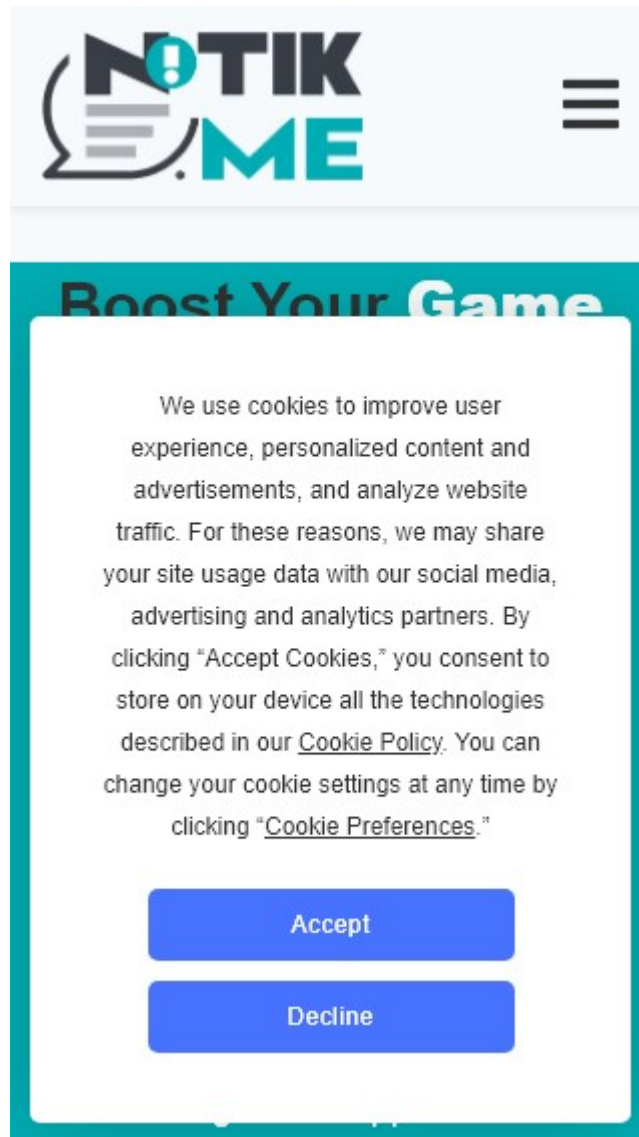 N!TIK
.ME
Boost Your Game
We use cookies to improve user
experience, personalized content and
advertisements, and analyze website
traffic. For these reasons, we may share
your site usage data with our social media,
advertising and analytics partners. By
clicking “Accept Cookies,” you consent to
store on your device all the technologies
described in our Cookie Policy. You can
change your cookie settings at any time by
clicking “Cookie Preferences.”
Accept
Decline